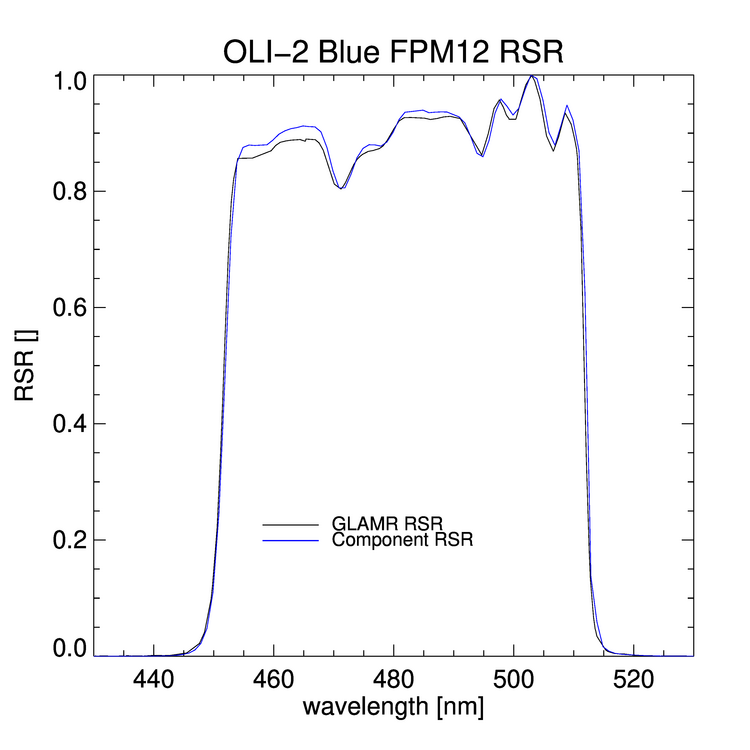 OLI−2 Blue FPM12 RSR
1.0
0.8
0.6
0.4
0.2
0.0
RSR []
GLAMR RSR
Component RSR
440 460 480 500 520
wavelength [nm]